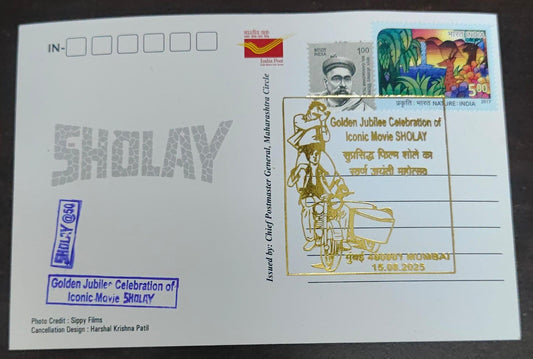 IN-
भारतीय डाक
India Post
भारत INDIA
1.00
भारत INDIA
5.00
प्रकृति : भारत NATURE : INDIA
2017
SHOLAY
Issued by: Chief Postmaster General, Maharashtra Circle
Golden Jubilee Celebration of
Iconic Movie SHOLAY
सुप्रसिद्ध फिल्म शोले का
स्वर्ण जयंती महोत्सव
मुंबई 400001 MUMBAI
15.08.2025
SHOLAY@50
Golden Jubilee Celebration of
Iconic Movie SHOLAY
Photo Credit : Sippy Films
Cancellation Design : Harshal Krishna Patil